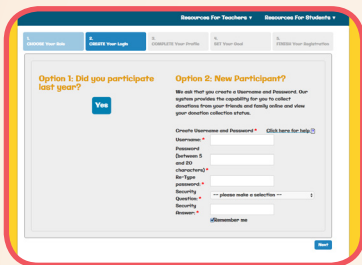 Resources For Teachers ▾ Resources For Students ▾
1.
CHOOSE Your Role
2.
CREATE Your Login
3.
COMPLETE Your Profile
4.
SET Your Goal
5.
FINISH Your Registration
Option 1: Did you participate
last year?
Yes
Option 2: New Participant?
We ask that you create a Username and Password. Our
system provides the capability for you to collect
donations from your friends and family online and view
your donation collection status.
Create Username and Password * Click here for help
Username: *
Password
(between 5
and 20
characters) *
Re-Type
password: *
Security
Question: *
-- please make a selection --
Security
Answer: *
Remember me
Next